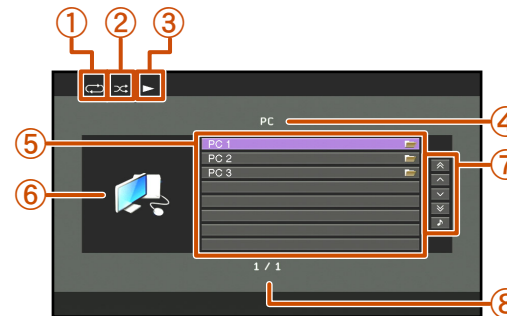 ① ② ③
PC ④
⑤ PC 1
PC 2
PC 3
⑦
⑥
1 / 1
⑧